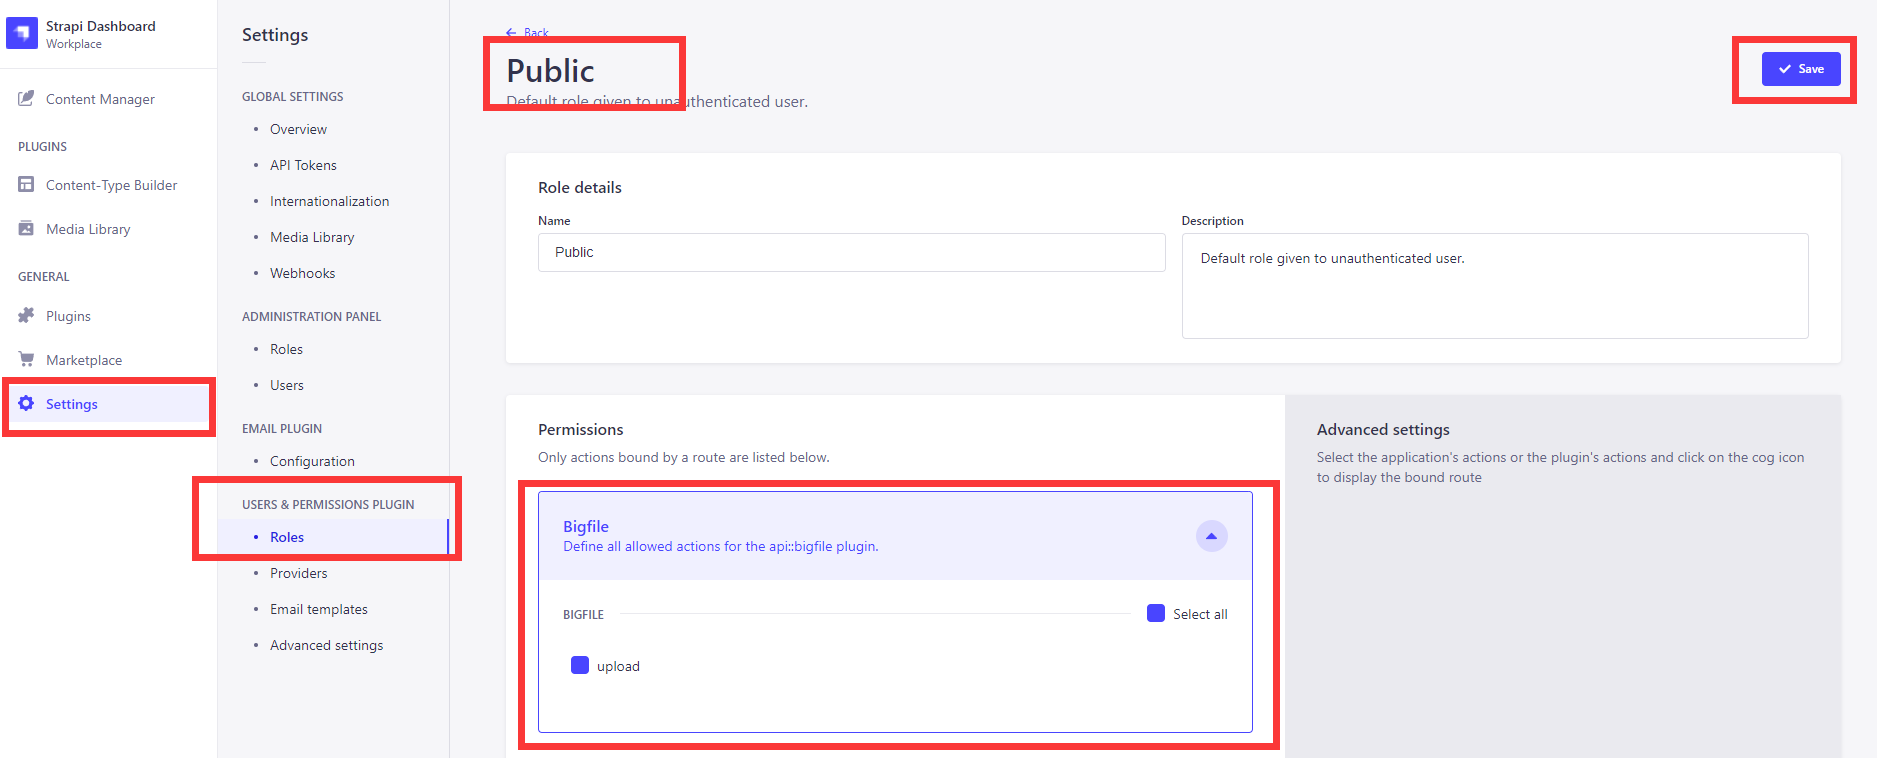 Strapi Dashboard
Workplace
Content Manager
PLUGINS
Content-Type Builder
Media Library
GENERAL
Plugins
Marketplace
Settings
Settings
GLOBAL SETTINGS
Overview
API Tokens
Internationalization
Media Library
Webhooks
ADMINISTRATION PANEL
Roles
Users
EMAIL PLUGIN
Configuration
USERS & PERMISSIONS PLUGIN
Roles
Providers
Email templates
Advanced settings
Back
Public
Default role given to unauthenticated user.
Save
Role details
Name
Public
Description
Default role given to unauthenticated user.
Permissions
Only actions bound by a route are listed below.
Bigfile
Define all allowed actions for the api::bigfile plugin.
BIGFILE
Select all
upload
Advanced settings
Select the application's actions or the plugin's actions and click on the cog icon
to display the bound route